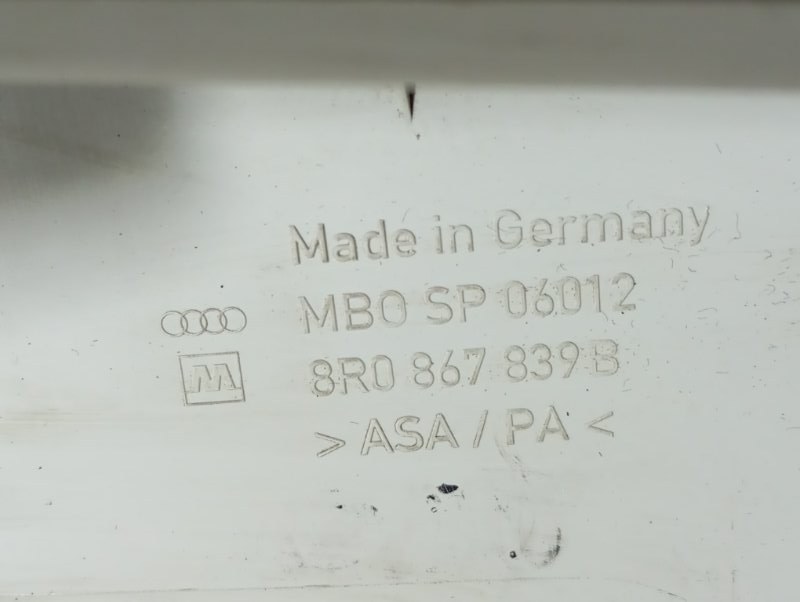 Made in Germany
MBO SP 06012
8R0 867 839 B
>ASA / PA<